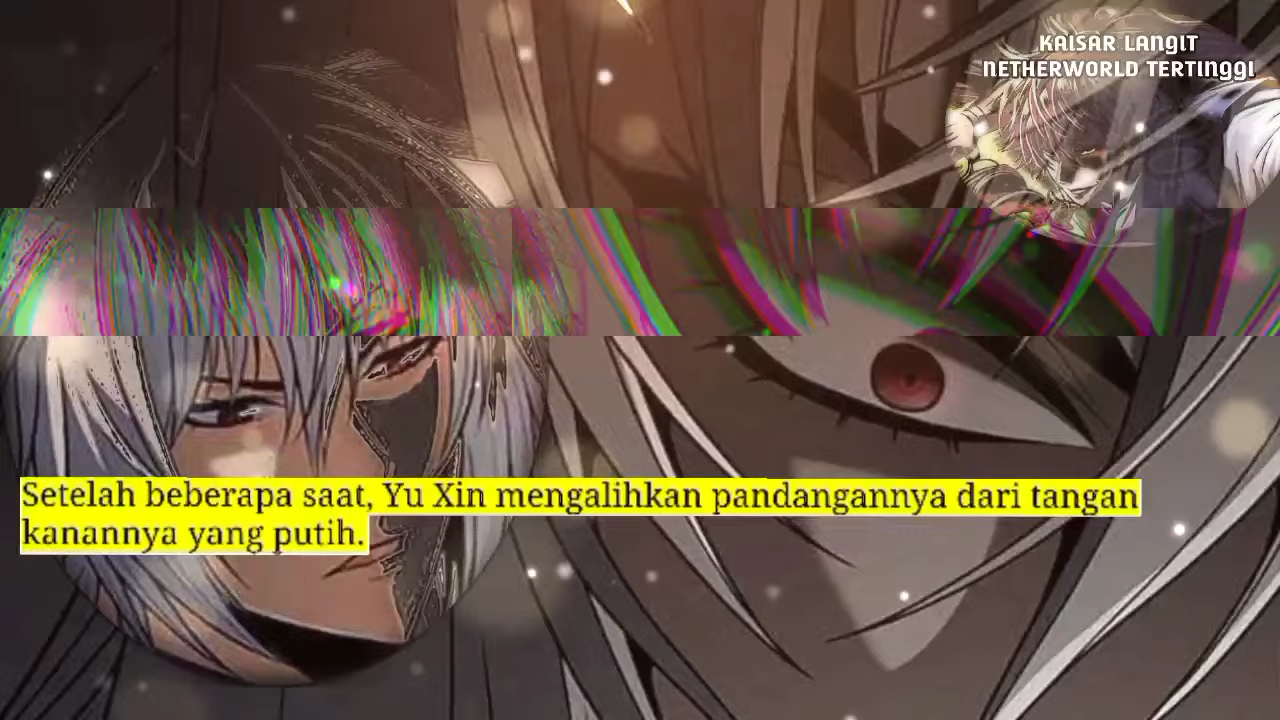 KAISAR LANGIT
NETHERWORLD TERTINGGI
Setelah beberapa saat, Yu Xin mengalihkan pandangannya dari tangan
kanannya yang putih.